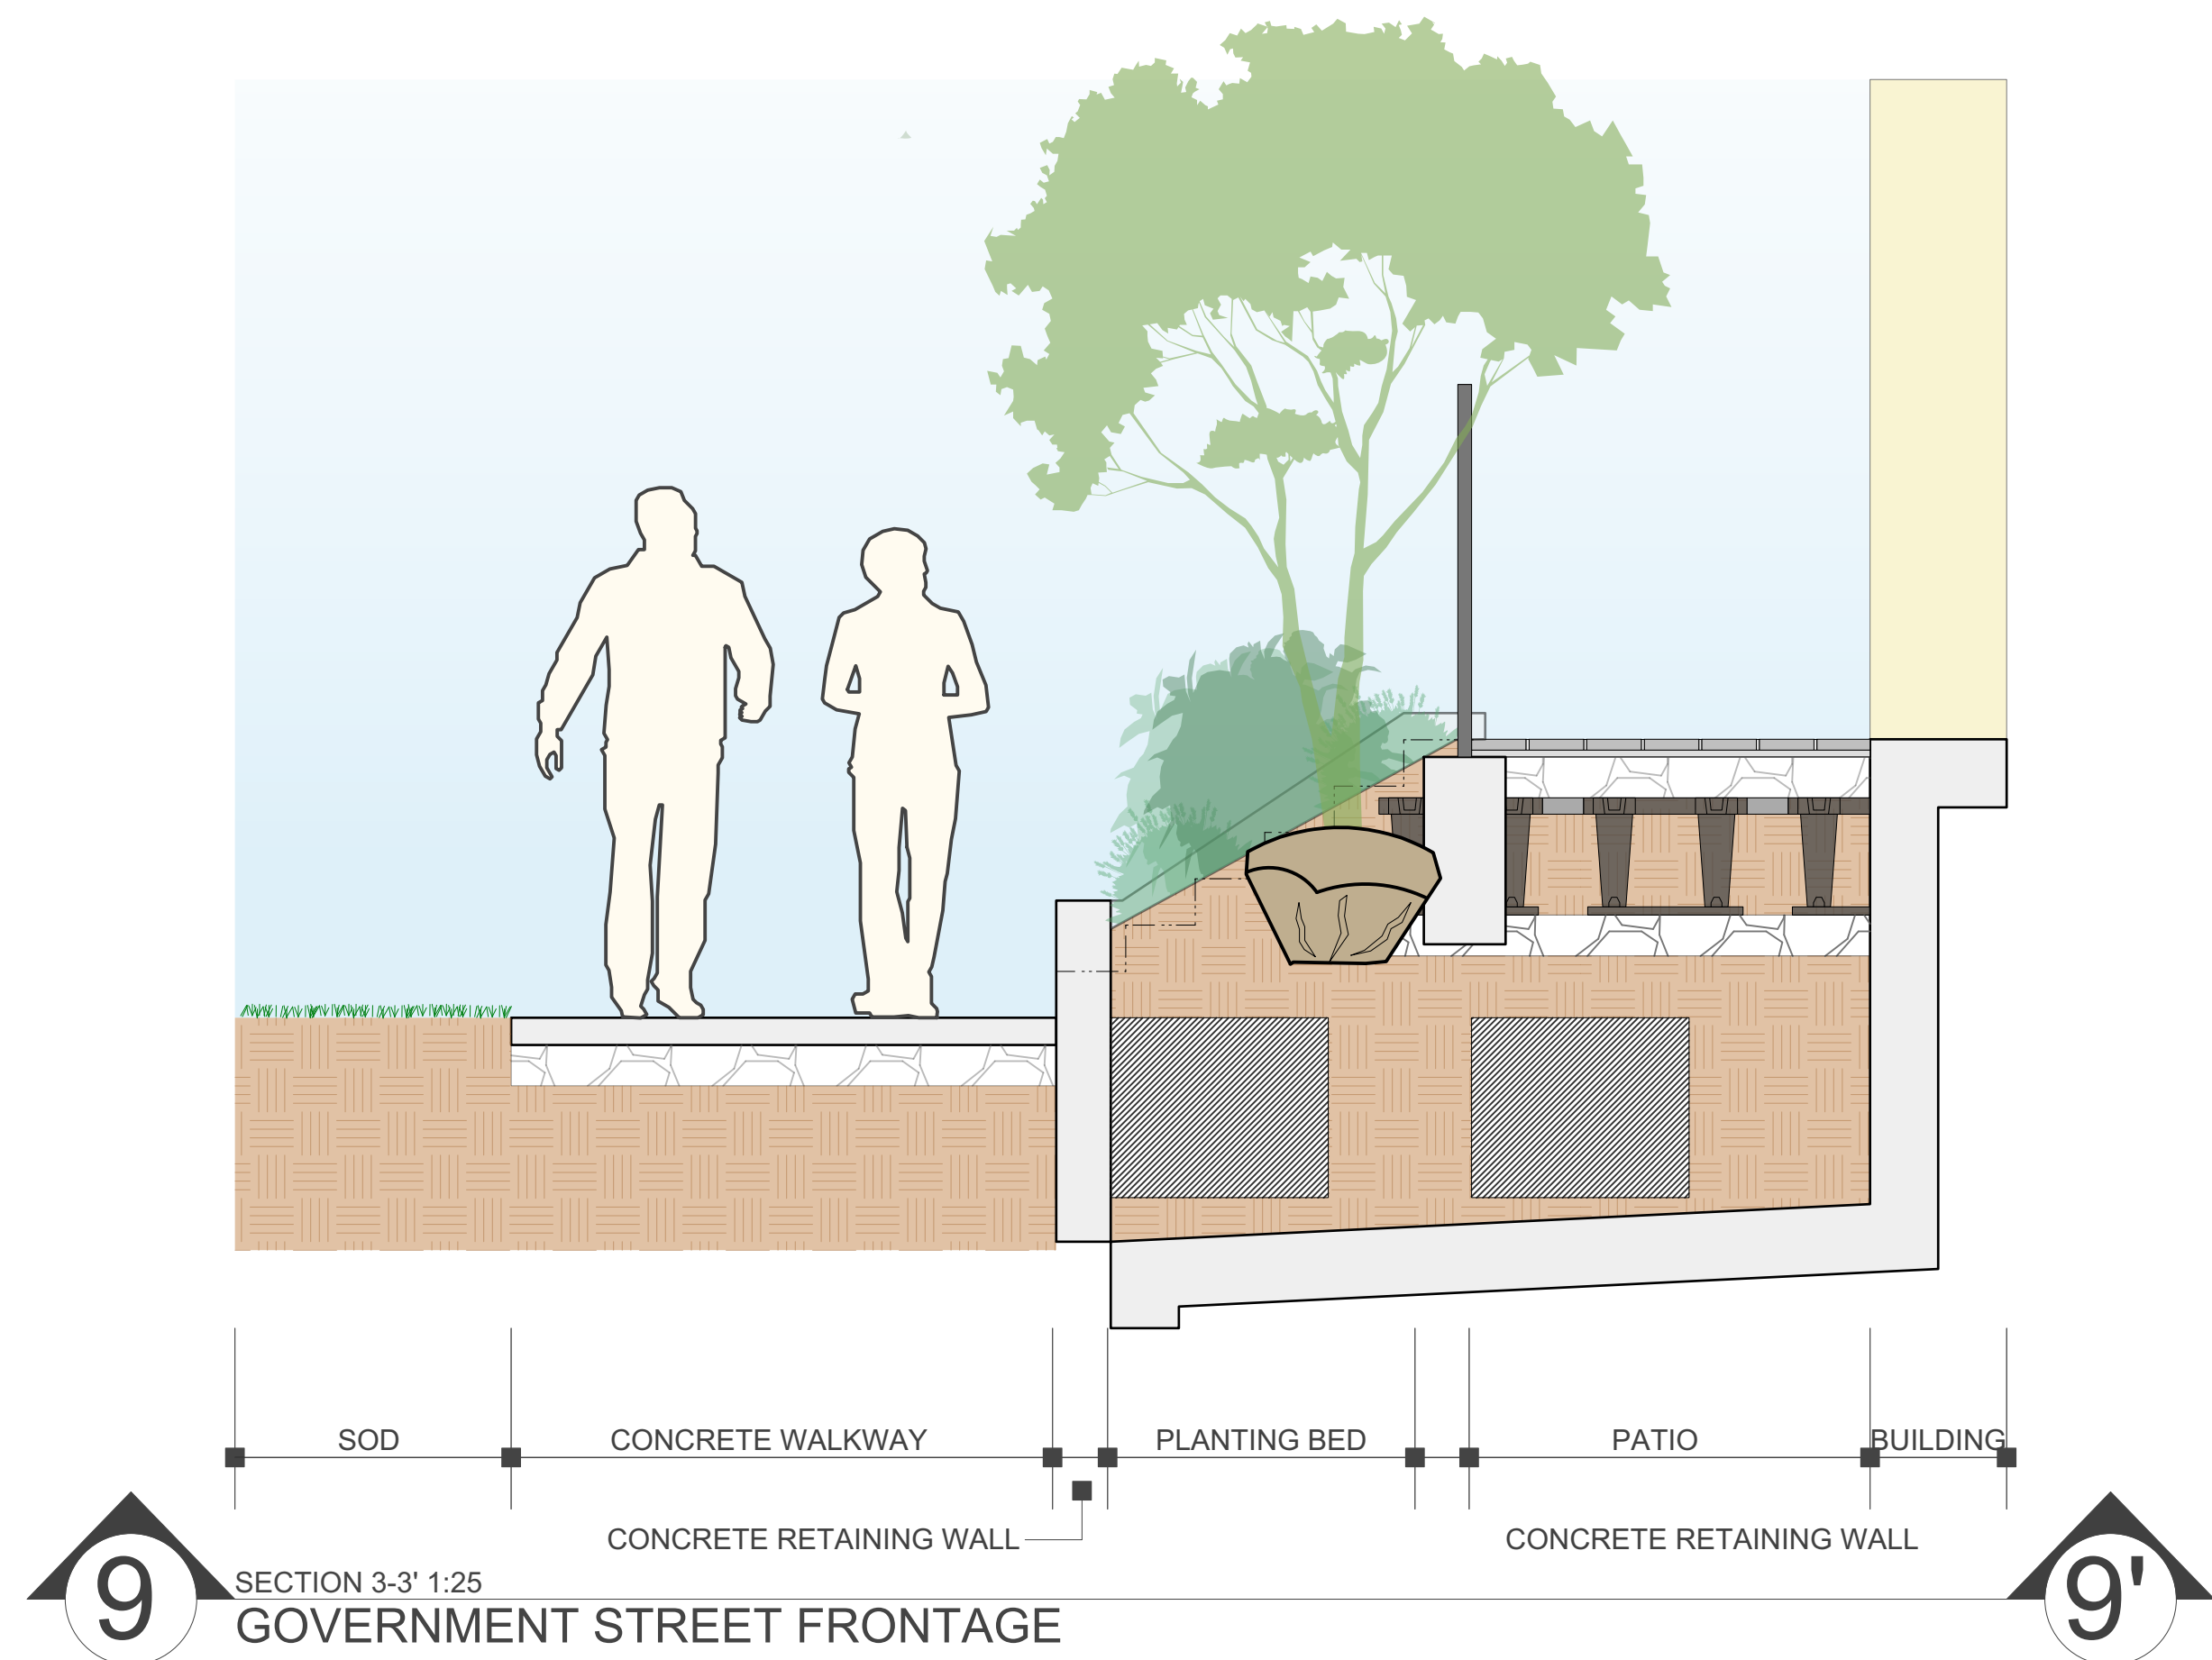 SOD CONCRETE WALKWAY PLANTING BED PATIO BUILDING
CONCRETE RETAINING WALL CONCRETE RETAINING WALL
9 9'
SECTION 3-3' 1:25
GOVERNMENT STREET FRONTAGE